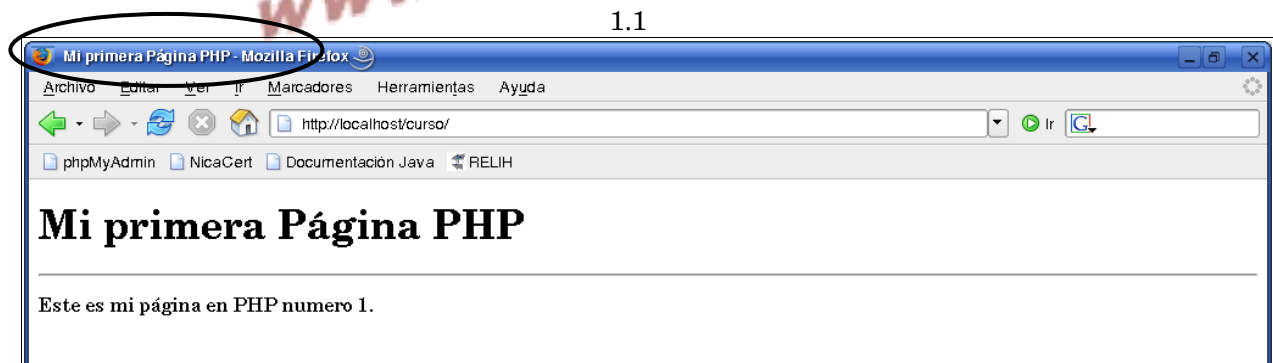 www.
1.1
Mi primera Página PHP - Mozilla Firefox
Archivo Editar Ver Ir Marcadores Herramientas Ayuda
http://localhost/curso/ Ir G
phpMyAdmin NicaCert Documentación Java RELIH
Mi primera Página PHP
Este es mi página en PHP numero 1.